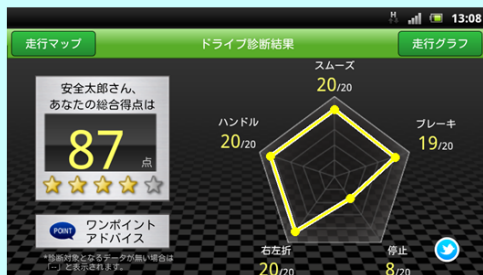 H
13:08
走行マップ
ドライブ診断結果
走行グラフ
安全太郎さん、
あなたの総合得点は
87点
POINT
ワンポイント
アドバイス
*診断対象となるデータが無い場合は
「ー」と表示されます。
スムーズ
20/20
ハンドル
20/20
ブレーキ
19/20
右左折
20/20
停止
8/20